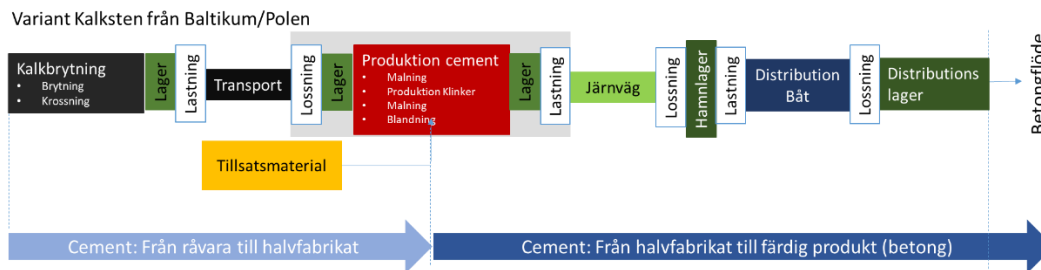 Variant Kalksten från Baltikum/Polen
Kalkbrytning
• Brytning
• Krossning
Lager
Lastning
Transport
Lossning
Lager
Produktion cement
• Malning
• Produktion Klinker
• Malning
• Blandning
Lager
Lastning
Järnväg
Lossning
Hamnlager
Lastning
Distribution
Båt
Lossning
Distributions
lager
Betongflöde
Tillsatsmaterial
Cement: Från råvara till halvfabrikat
Cement: Från halvfabrikat till färdig produkt (betong)